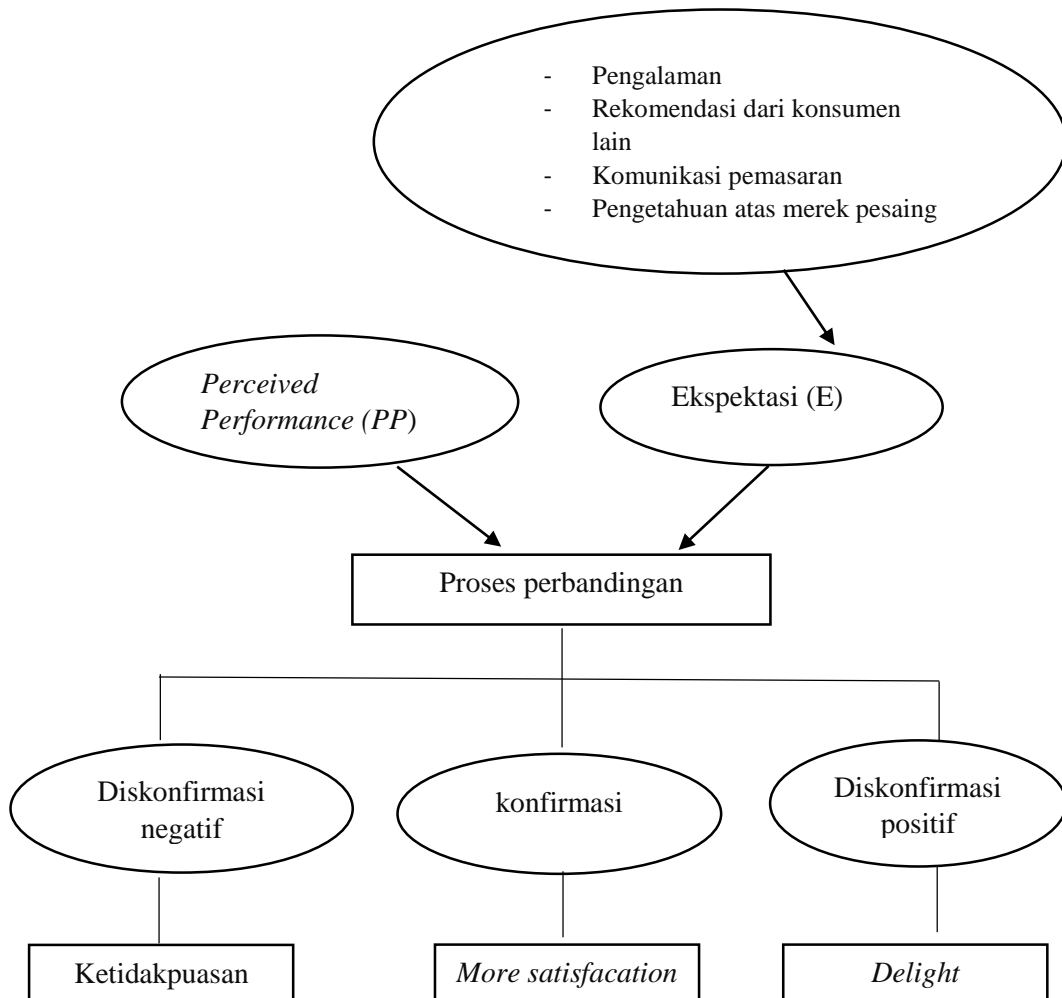 - Pengalaman
- Rekomendasi dari konsumen
lain
- Komunikasi pemasaran
- Pengetahuan atas merek pesaing
Perceived
Performance (PP)
Ekspektasi (E)
Proses perbandingan
Diskonfirmasi
negatif
konfirmasi
Diskonfirmasi
positif
Ketidakpuasan
More satisfacation
Delight